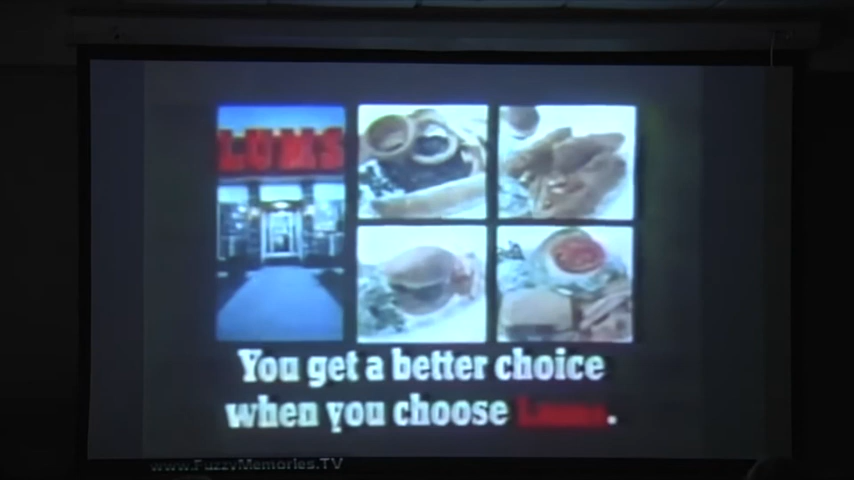 LUMS
You get a better choice
when you choose Lums.
www.FuzzyMemories.TV